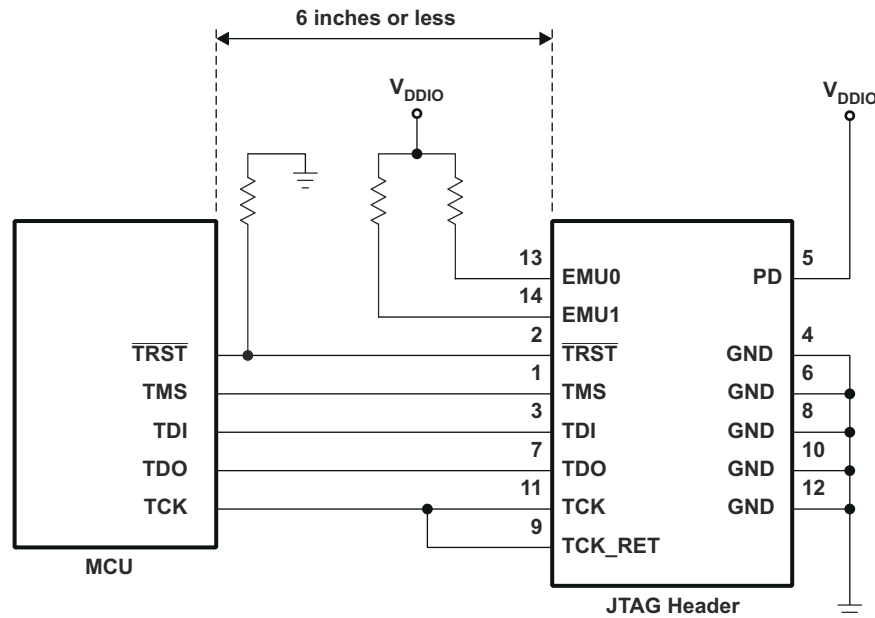 6 inches or less
VDDIO
VDDIO
13
EMU0
PD
5
14
EMU1
2
4
TRST
TRST
GND
1
6
TMS
TMS
GND
3
8
TDI
TDI
GND
7
10
TDO
TDO
GND
11
12
TCK
TCK
GND
9
TCK_RET
MCU
JTAG Header